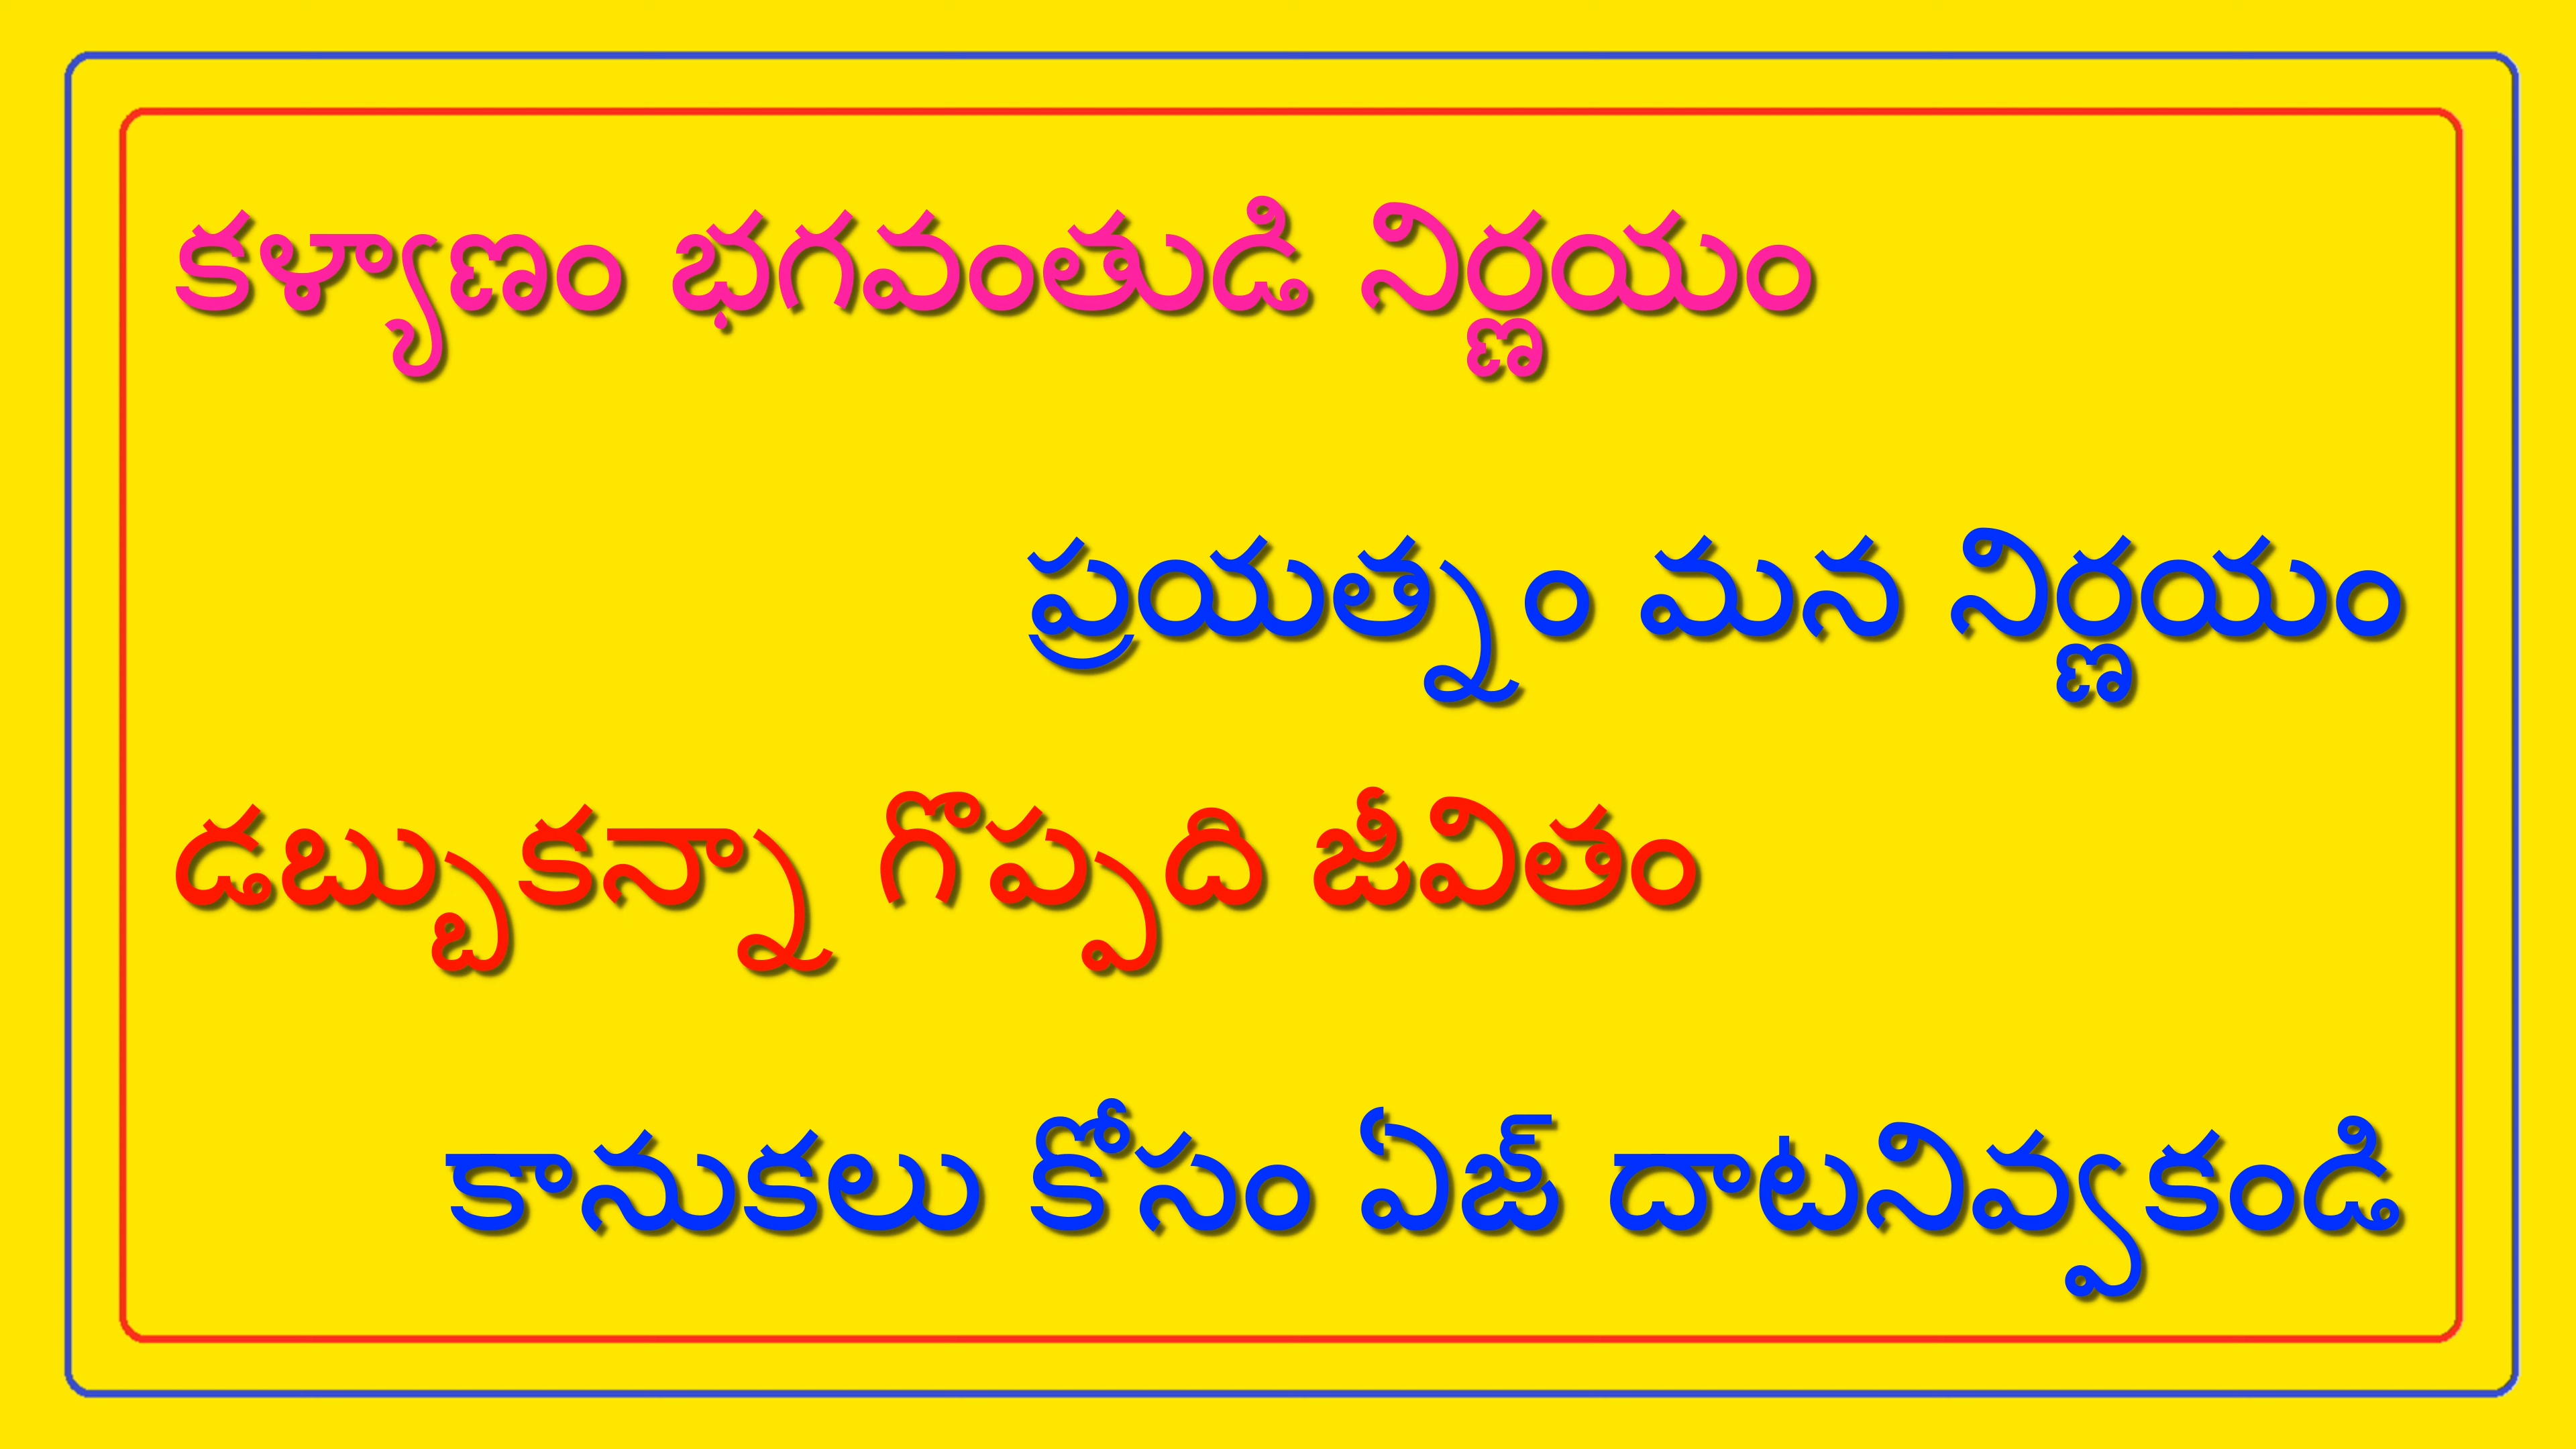 కళ్యాణం భగవంతుడి నిర్ణయం
ప్రయత్నం మన నిర్ణయం
డబ్బుకన్నా గొప్పది జీవితం
కానుకలు కోసం ఏజ్ దాటనివ్వకండి